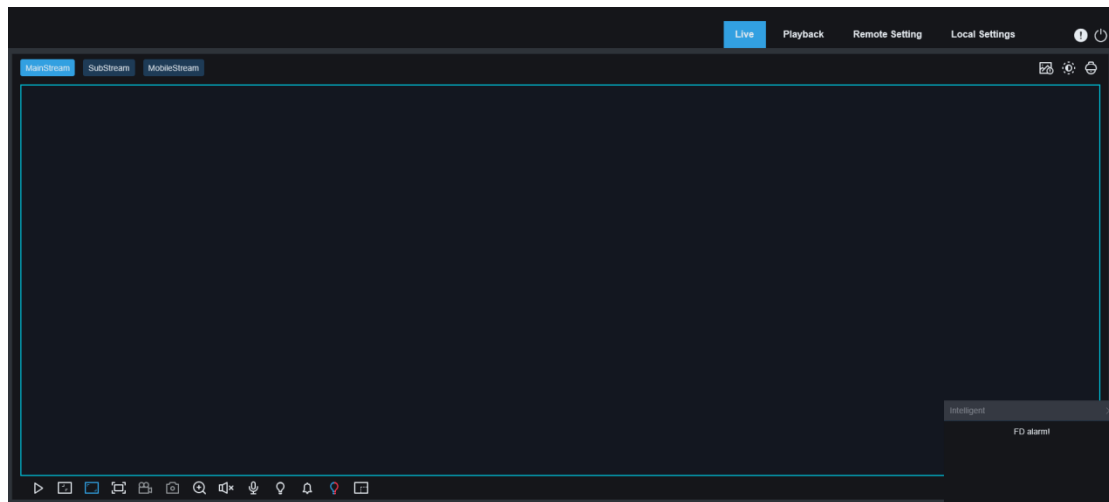 Live Playback Remote Setting Local Settings
MainStream SubStream MobileStream
Intelligent
FD alarm!